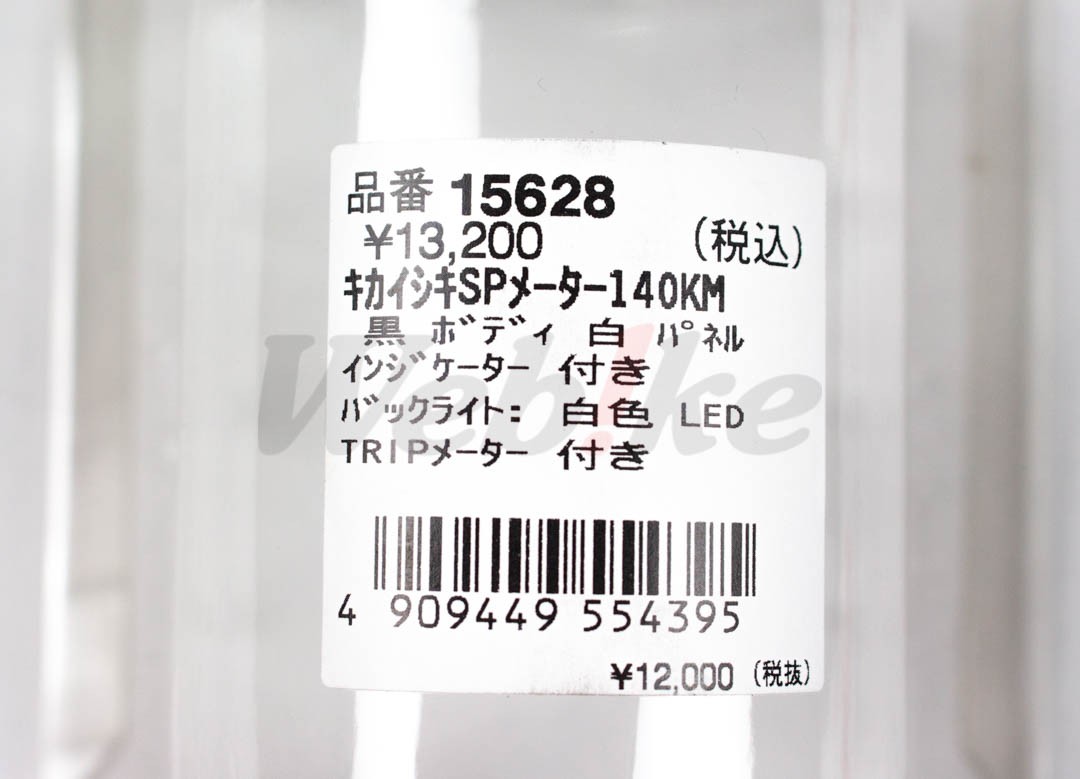 品番 15628
¥13,200 (税込)
ｷｶｲｼｷSPﾒｰﾀｰ140KM
黒 ﾎﾞﾃﾞｨ 白 ﾊﾟﾈﾙ
ｲﾝｼﾞｹｰﾀｰ 付き
ﾊﾞｯｸﾗｲﾄ: 白色 LED
TRIPﾒｰﾀｰ 付き
Webike
4 909449 554395
¥12,000 (税抜)